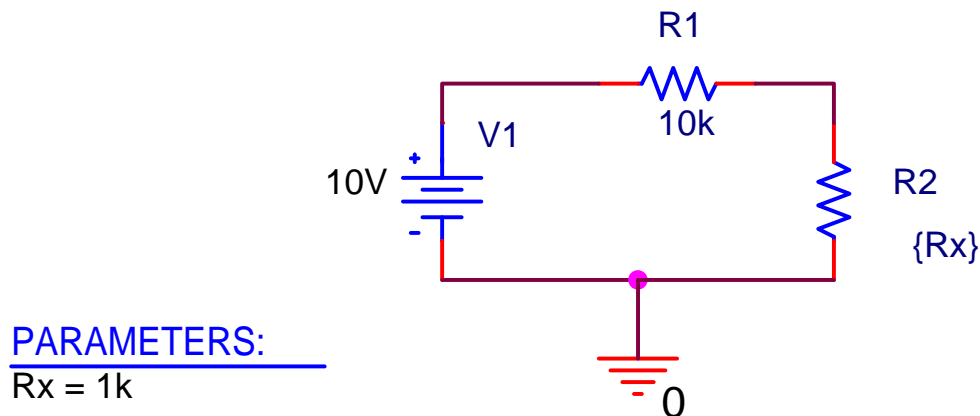 R1
10k
V1
+
10V
-
R2
{Rx}
PARAMETERS:
Rx = 1k
0